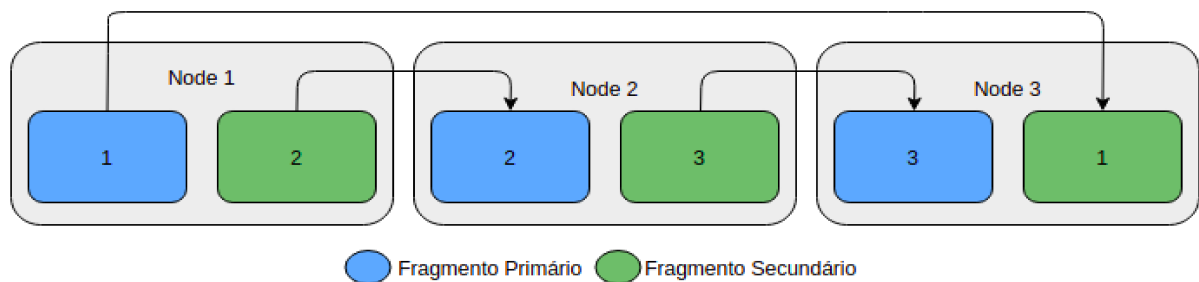 Node 1
Node 2
Node 3
1
2
2
3
3
1
Fragmento Primário
Fragmento Secundário